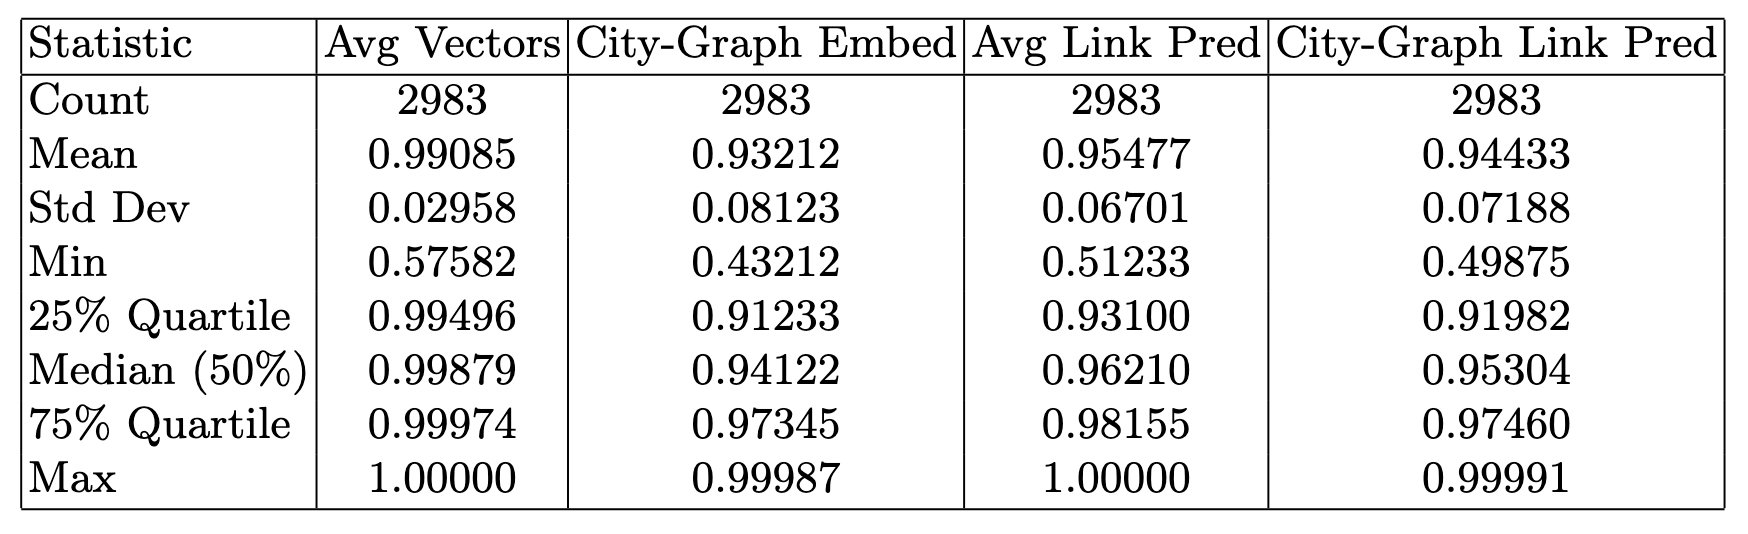 Statistic Avg Vectors City-Graph Embed Avg Link Pred City-Graph Link Pred
Count 2983 2983 2983 2983
Mean 0.99085 0.93212 0.95477 0.94433
Std Dev 0.02958 0.08123 0.06701 0.07188
Min 0.57582 0.43212 0.51233 0.49875
25% Quartile 0.99496 0.91233 0.93100 0.91982
Median (50%) 0.99879 0.94122 0.96210 0.95304
75% Quartile 0.99974 0.97345 0.98155 0.97460
Max 1.00000 0.99987 1.00000 0.99991